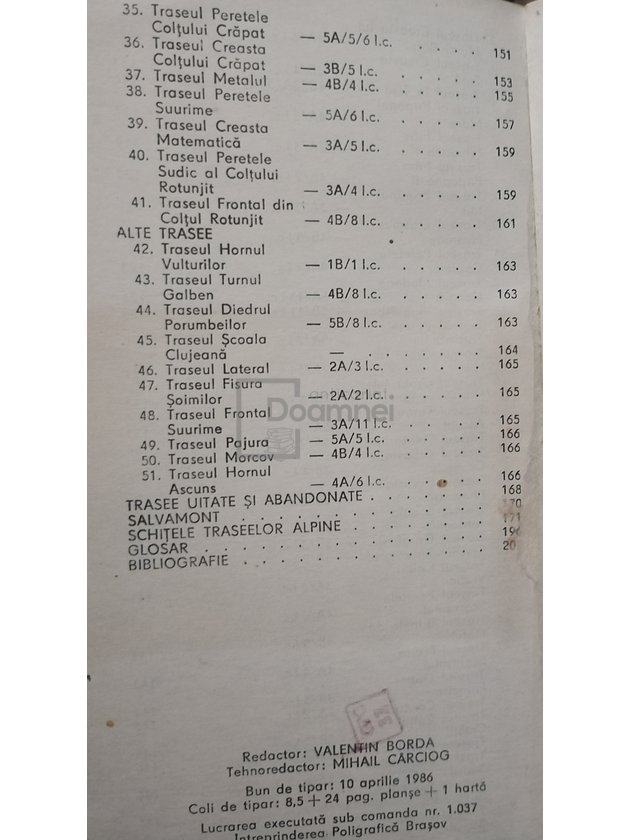 35. Traseul Peretele
Colțului Crăpat — 5A/5/6 l.c. . . . . 151
36. Traseul Creasta
Colțului Crăpat — 3B/5 l.c. . . . . 153
37. Traseul Metalul — 4B/4 l.c. . . . . 155
38. Traseul Peretele
Suurime — 5A/6 l.c. . . . . 157
39. Traseul Creasta
Matematică — 3A/5 l.c. . . . . . 159
40. Traseul Peretele
Sudic al Colțului
Rotunjit — 3A/4 l.c. . . . . . 159
41. Traseul Frontal din
Colțul Rotunjit — 4B/8 l.c. . . . . . 161
ALTE TRASEE
42. Traseul Hornul
Vulturilor — 1B/1 l.c. . . . . . 163
43. Traseul Turnul
Galben — 4B/8 l.c. . . . . . 163
44. Traseul Diedrul
Porumbeilor — 5B/8 l.c. . . . . . 163
45. Traseul Școala
Clujeană — . . . . . . . 164
46. Traseul Lateral — 2A/3 l.c. . . . . . 165
47. Traseul Fisura
Șoimilor — 2A/2 l.c. . . . . . 165
48. Traseul Frontal
Suurime — 3A/11 l.c. . . . . . 165
49. Traseul Pajura — 5A/5 l.c. . . . . . 166
50. Traseul Morcov — 4B/4 l.c. . . . . . 166
51. Traseul Hornul
Ascuns — 4A/6 l.c. . . . . 166
TRASEE UITATE ȘI ABANDONATE . . . . . . . 168
SALVAMONT . . . . . . . . . . . . 170
SCHIȚELE TRASEELOR ALPINE . . . . . . . 171
GLOSAR . . . . . . . . . . . . .
BIBLIOGRAFIE . . . . . . . . . . . .
Doamnei
Redactor: VALENTIN BORDA
Tehnoredactor: MIHAIL CÂRCIOG
Bun de tipar: 10 aprilie 1986
Coli de tipar: 8,5 + 24 pag. planșe + 1 hartă
Lucrarea executată sub comanda nr. 1.037
Întreprinderea Poligrafică Brașov